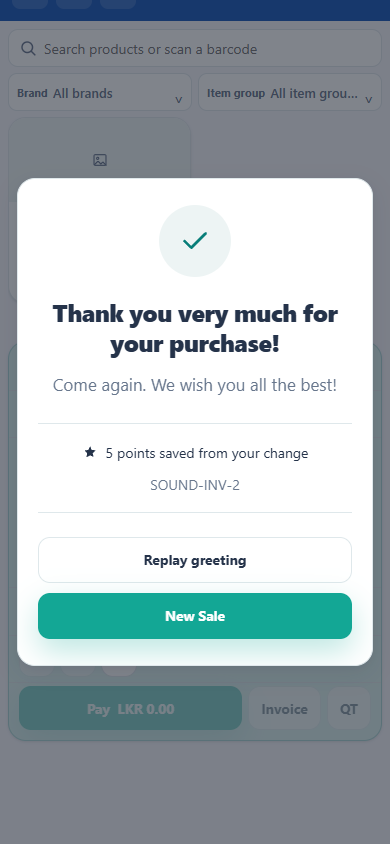 Search products or scan a barcode
Brand All brands
Item group All item grou...
Thank you very much for
your purchase!
Come again. We wish you all the best!
5 points saved from your change
SOUND-INV-2
Replay greeting
New Sale
Pay LKR 0.00
Invoice
QT